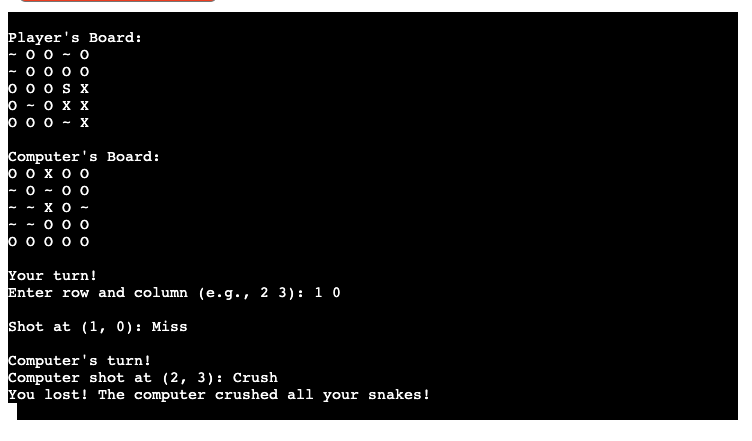 Player's Board:
~ O O ~ O
~ O O O O
O O O S X
O ~ O X X
O O O ~ X
Computer's Board:
O O X O O
~ O ~ O O
~ ~ X O ~
~ ~ O O O
O O O O O
Your turn!
Enter row and column (e.g., 2 3): 1 0
Shot at (1, 0): Miss
Computer's turn!
Computer shot at (2, 3): Crush
You lost! The computer crushed all your snakes!